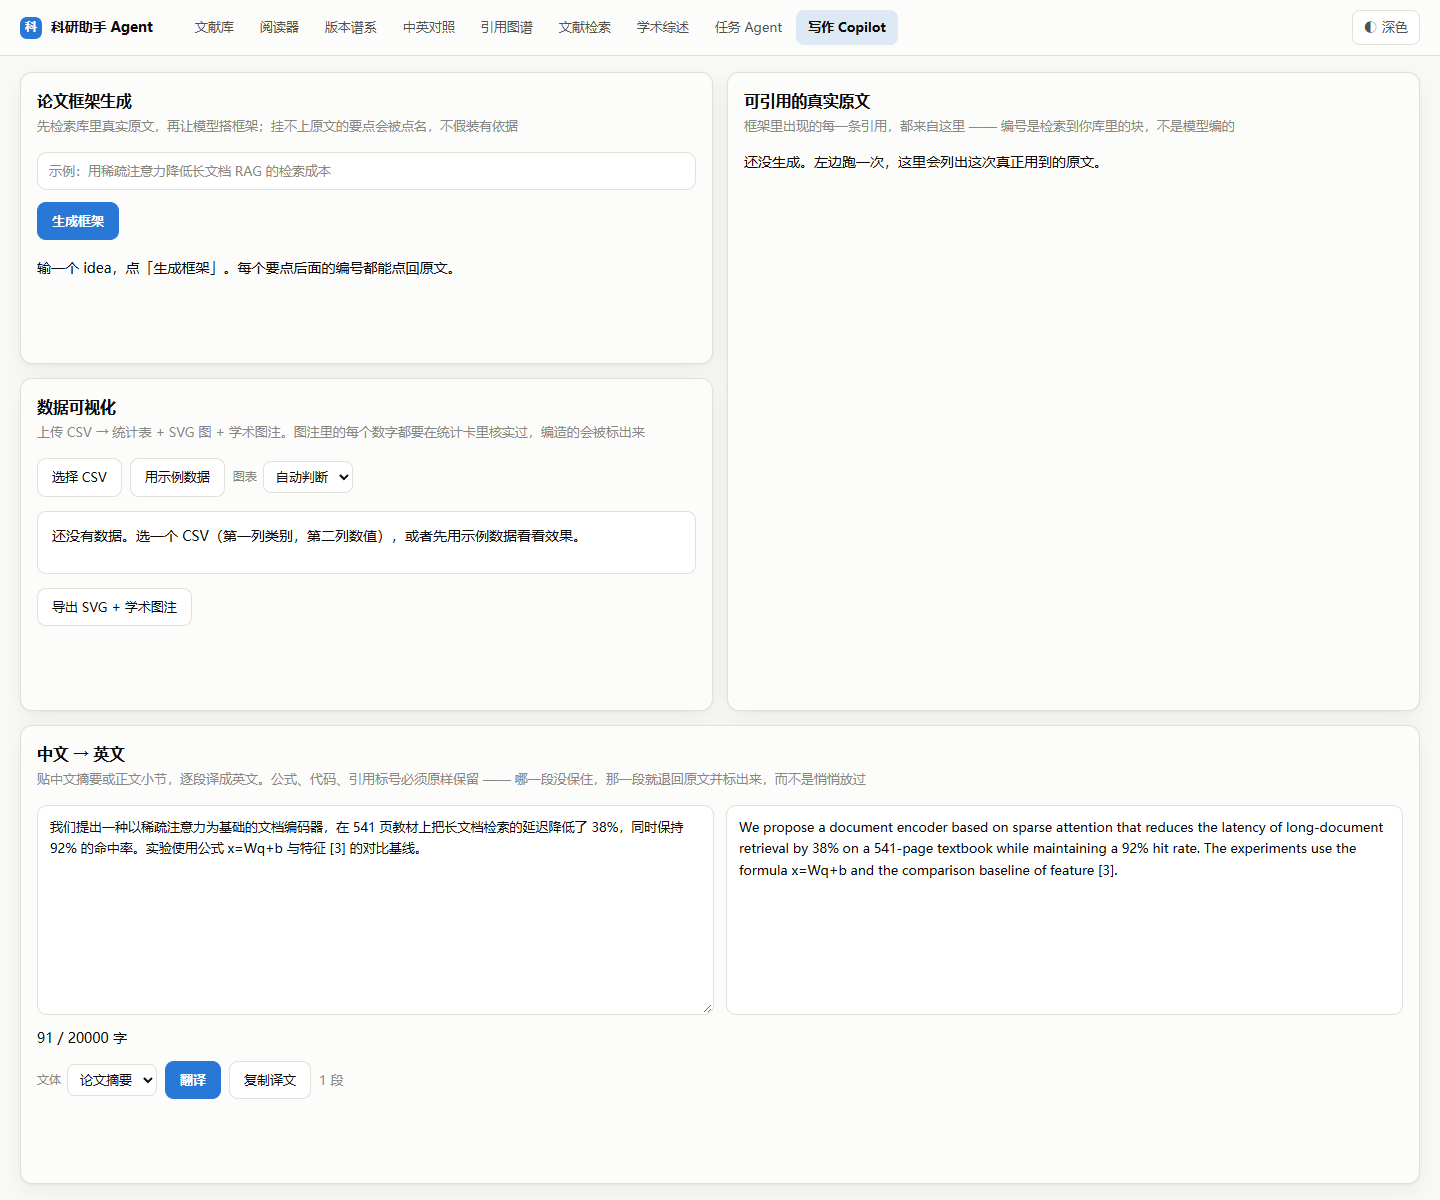 科 科研助手 Agent 文献库 阅读器 版本谱系 中英对照 引用图谱 文献检索 学术综述 任务 Agent 写作 Copilot 深色
论文框架生成
先检索库里真实原文，再让模型搭框架；挂不上原文的要点会被点名，不假装有依据
示例：用稀疏注意力降低长文档 RAG 的检索成本
生成框架
输一个 idea，点「生成框架」。每个要点后面的编号都能点回原文。
可引用的真实原文
框架里出现的每一条引用，都来自这里 —— 编号是检索到你库里的块，不是模型编的
还没生成。左边跑一次，这里会列出这次真正用到的原文。
数据可视化
上传 CSV → 统计表 + SVG 图 + 学术图注。图注里的每个数字都要在统计卡里核实过，编造的会被标出来
选择 CSV 用示例数据 图表 自动判断
还没有数据。选一个 CSV（第一列类别，第二列数值），或者先用示例数据看看效果。
导出 SVG + 学术图注
中文 → 英文
贴中文摘要或正文小节，逐段译成英文。公式、代码、引用标号必须原样保留 —— 哪一段没保住，那一段就退回原文并标出来，而不是悄悄放过
我们提出一种以稀疏注意力为基础的文档编码器，在 541 页教材上把长文档检索的延迟降低了 38%，同时保持
92% 的命中率。实验使用公式 x=Wq+b 与特征 [3] 的对比基线。
We propose a document encoder based on sparse attention that reduces the latency of long-document
retrieval by 38% on a 541-page textbook while maintaining a 92% hit rate. The experiments use the
formula x=Wq+b and the comparison baseline of feature [3].
91 / 20000 字
文体 论文摘要 翻译 复制译文 1 段